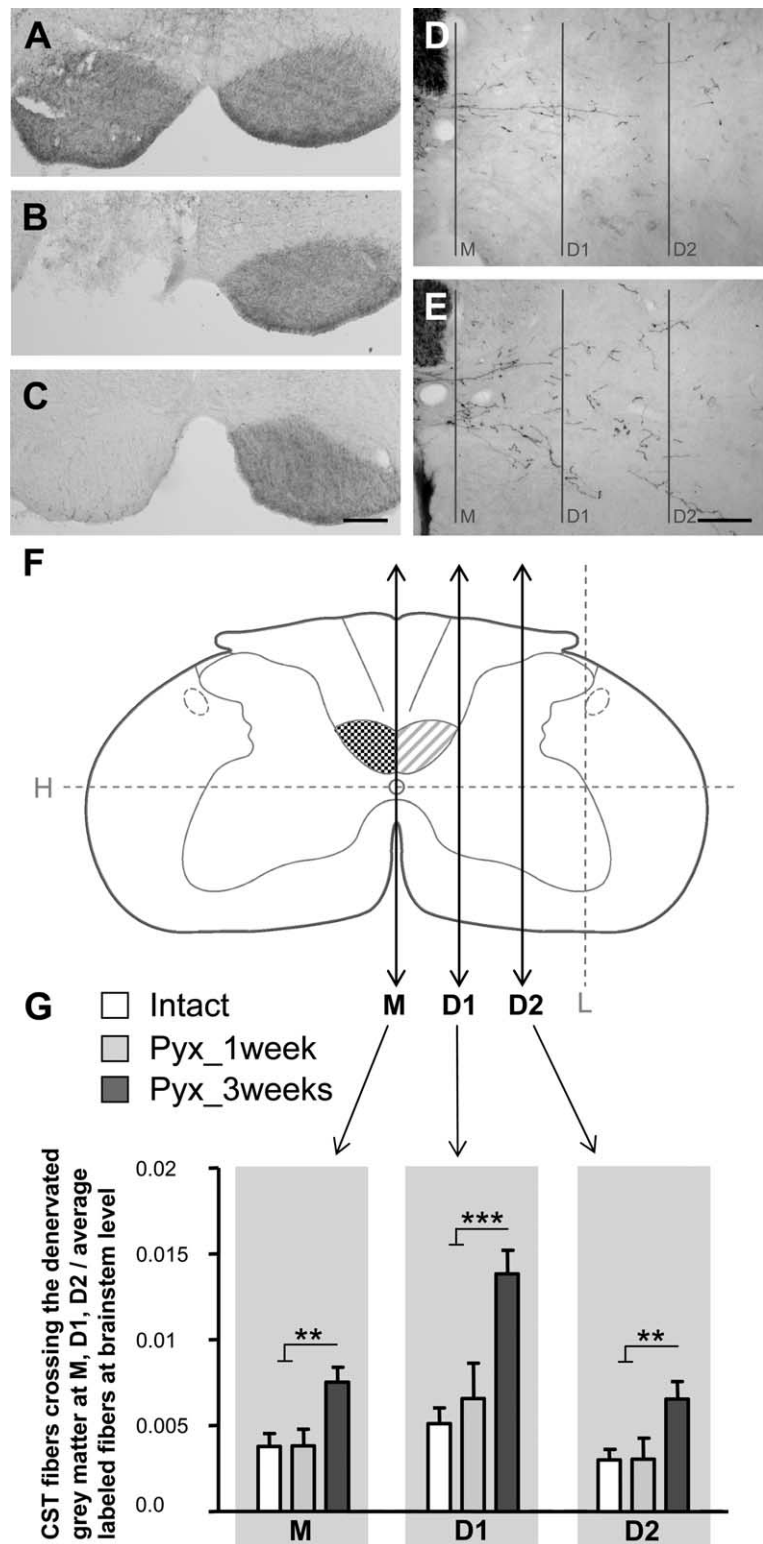 A
B
C
D
M
D1
D2
E
M
D1
D2
F
H
M
D1
D2
L
G
Intact
Pyx_1week
Pyx_3weeks
CST fibers crossing the denervated
grey matter at M, D1, D2 / average
labeled fibers at brainstem level
0.02
0.015
0.01
0.005
0.0
**
***
**
M
D1
D2